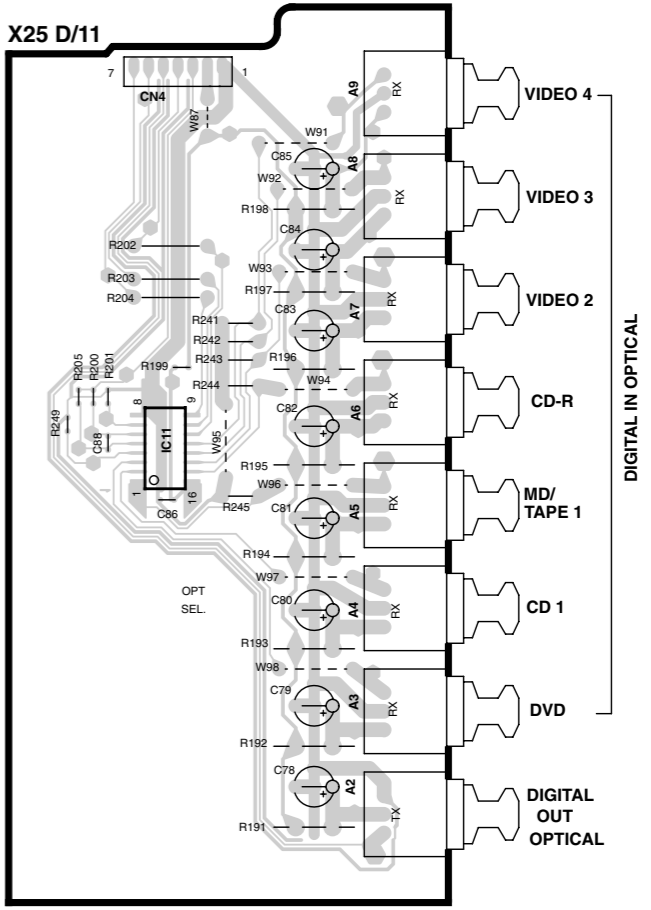 X25 D/11
7
1
CN4
W87
W91
A9
RX
VIDEO 4
C85
W92
A8
R198
RX
VIDEO 3
C84
R202
W93
R203
R197
R204
C83
A7
RX
VIDEO 2
R241
R242
R243
R196
R199
R244
W94
R205
R200
R201
C82
A6
RX
CD-R
8
9
R249
C88
IC11
W95
R195
W96
1
16
C86
R245
C81
A5
RX
MD/
TAPE 1
R194
W97
OPT
SEL.
C80
A4
RX
CD 1
R193
W98
C79
A3
RX
DVD
R192
C78
A2
TX
DIGITAL
OUT
OPTICAL
R191
DIGITAL IN OPTICAL